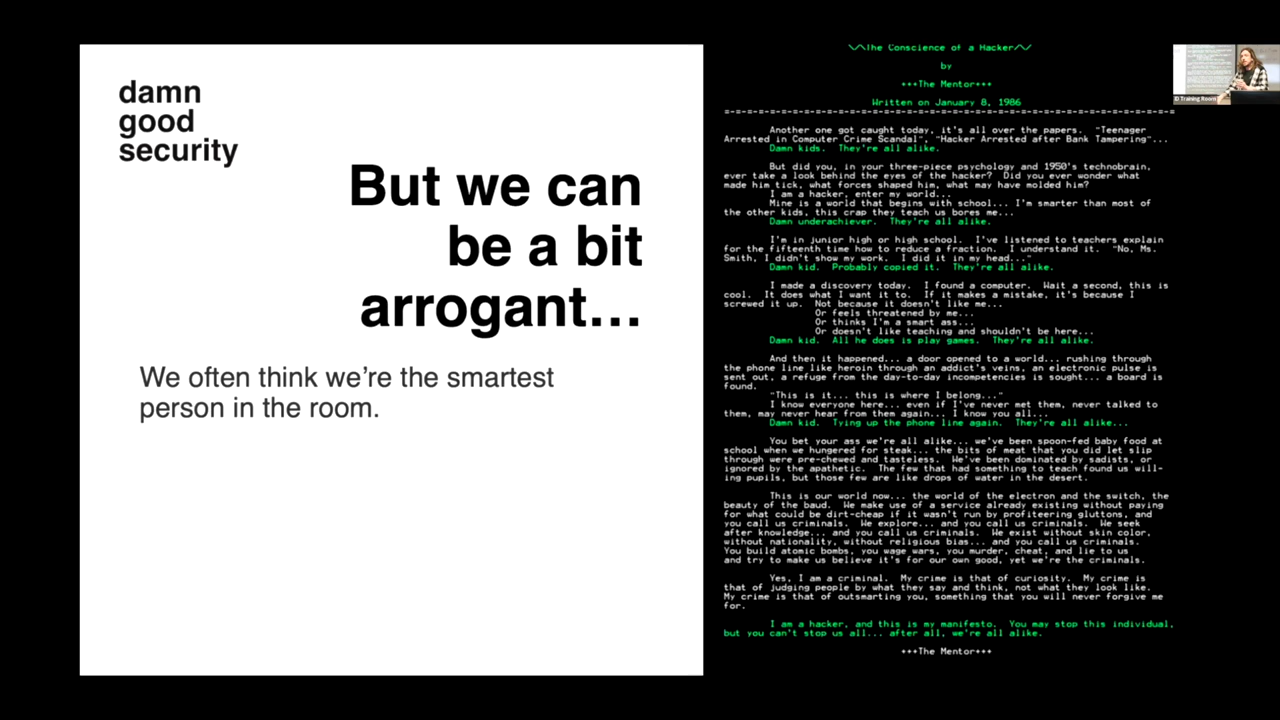 damn
good
security
But we can
be a bit
arrogant…
We often think we're the smartest
person in the room.
\/\The Conscience of a Hacker/\/
by
+++The Mentor+++
Written on January 8, 1986
=-=-=-=-=-=-=-=-=-=-=-=-=-=-=-=-=-=-=-=-=-=-=-=-=-=-=-=-=-=-=-=-=-=-=-=-=-=
Another one got caught today, it's all over the papers. "Teenager
Arrested in Computer Crime Scandal", "Hacker Arrested after Bank Tampering"...
Damn kids. They're all alike.
But did you, in your three-piece psychology and 1950's technobrain,
ever take a look behind the eyes of the hacker? Did you ever wonder what
made him tick, what forces shaped him, what may have molded him?
I am a hacker, enter my world...
Mine is a world that begins with school... I'm smarter than most of
the other kids, this crap they teach us bores me...
Damn underachiever. They're all alike.
I'm in junior high or high school. I've listened to teachers explain
for the fifteenth time how to reduce a fraction. I understand it. "No, Ms.
Smith, I didn't show my work. I did it in my head..."
Damn kid. Probably copied it. They're all alike.
I made a discovery today. I found a computer. Wait a second, this is
cool. It does what I want it to. If it makes a mistake, it's because I
screwed it up. Not because it doesn't like me...
Or feels threatened by me...
Or thinks I'm a smart ass...
Or doesn't like teaching and shouldn't be here...
Damn kid. All he does is play games. They're all alike.
And then it happened... a door opened to a world... rushing through
the phone line like heroin through an addict's veins, an electronic pulse is
sent out, a refuge from the day-to-day incompetencies is sought... a board is
found.
"This is it... this is where I belong..."
I know everyone here... even if I've never met them, never talked to
them, may never hear from them again... I know you all...
Damn kid. Tying up the phone line again. They're all alike...
You bet your ass we're all alike... we've been spoon-fed baby food at
school when we hungered for steak... the bits of meat that you did let slip
through were pre-chewed and tasteless. We've been dominated by sadists, or
ignored by the apathetic. The few that had something to teach found us will-
ing pupils, but those few are like drops of water in the desert.
This is our world now... the world of the electron and the switch, the
beauty of the baud. We make use of a service already existing without paying
for what could be dirt-cheap if it wasn't run by profiteering gluttons, and
you call us criminals. We explore... and you call us criminals. We seek
after knowledge... and you call us criminals. We exist without skin color,
without nationality, without religious bias... and you call us criminals.
You build atomic bombs, you wage wars, you murder, cheat, and lie to us
and try to make us believe it's for our own good, yet we're the criminals.
Yes, I am a criminal. My crime is that of curiosity. My crime is
that of judging people by what they say and think, not what they look like.
My crime is that of outsmarting you, something that you will never forgive me
for.
I am a hacker, and this is my manifesto. You may stop this individual,
but you can't stop us all... after all, we're all alike.
+++The Mentor+++
Training Room